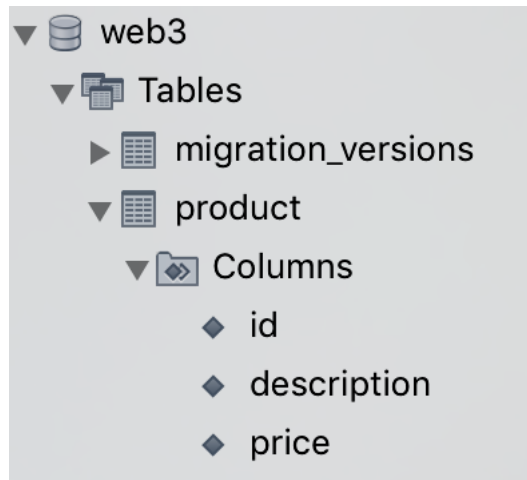 web3
Tables
migration_versions
product
Columns
id
description
price